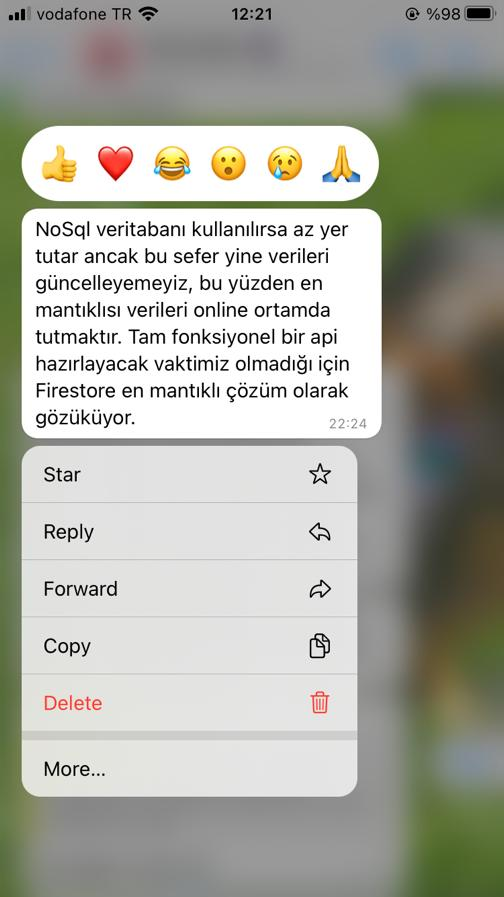 vodafone TR 12:21 %98
NoSql veritabanı kullanılırsa az yer
tutar ancak bu sefer yine verileri
güncelleyemeyiz, bu yüzden en
mantıklısı verileri online ortamda
tutmaktır. Tam fonksiyonel bir api
hazırlayacak vaktimiz olmadığı için
Firestore en mantıklı çözüm olarak
gözüküyor.
22:24
Star
Reply
Forward
Copy
Delete
More...